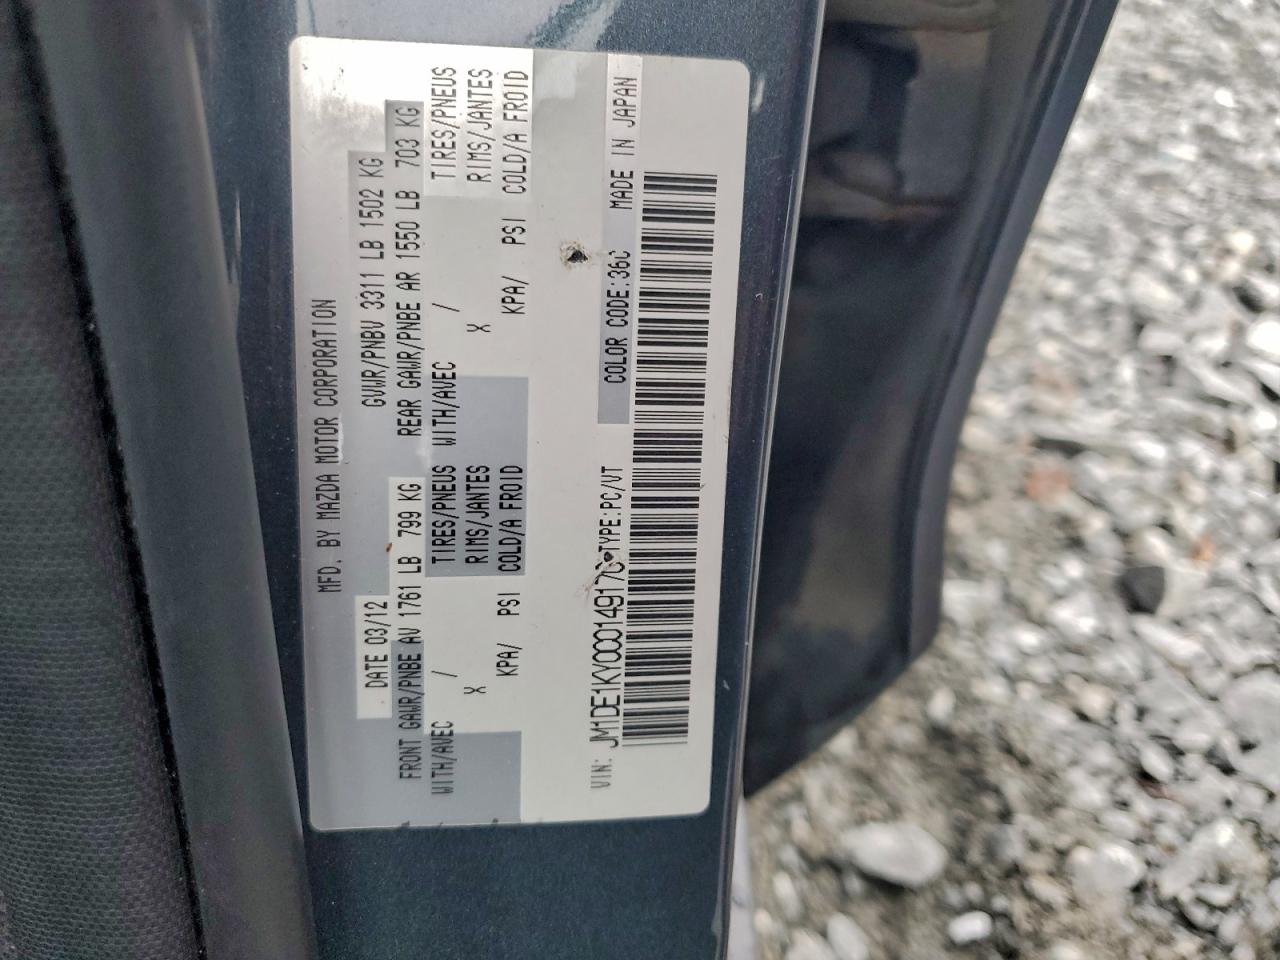 MFD. BY MAZDA MOTOR CORPORATION
DATE 03/12 GVWR/PNBV 3311 LB 1502 KG
FRONT GAWR/PNBE AV 1761 LB 799 KG REAR GAWR/PNBE AR 1550 LB 703 KG
WITH/AVEC / TIRES/PNEUS WITH/AVEC / TIRES/PNEUS
X RIMS/JANTES X RIMS/JANTES
KPA/ PSI COLD/A FROID KPA/ PSI COLD/A FROID
VIN: JM1DE1KY0C0149170 TYPE:PC/VT COLOR CODE:36C MADE IN JAPAN